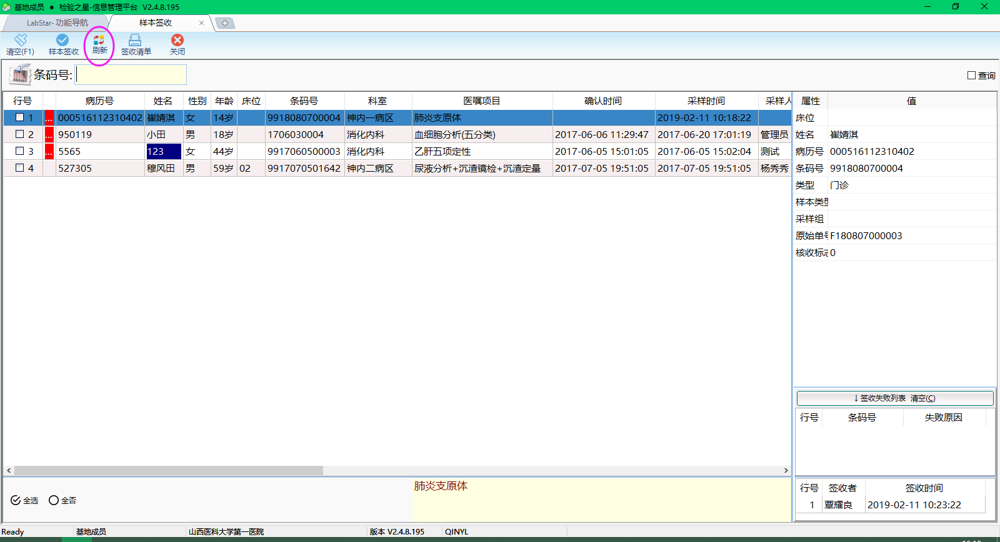 基地成员 ● 检验之星-信息管理平台 V2.4.8.195
LabStar- 功能导航 样本签收
清空(F1) 样本签收 刷新 签收清单 关闭
条码号: 查询
行号 病历号 姓名 性别 年龄 床位 条码号 科室 医嘱项目 确认时间 采样时间 采样人
1 ... 000516112310402 崔婧淇 女 14岁 9918080700004 神内一病区 肺炎支原体 2019-02-11 10:18:22
2 ... 950119 小田 男 18岁 1706030004 消化内科 血细胞分析(五分类) 2017-06-06 11:29:47 2017-06-20 17:01:19 管理员
3 ... 5565 123 女 44岁 9917060500003 消化内科 乙肝五项定性 2017-06-05 15:01:05 2017-06-05 15:02:04 测试
4 527305 穆风田 男 59岁 02 9917070501642 神内二病区 尿液分析+沉渣镜检+沉渣定量 2017-07-05 19:51:05 2017-07-05 19:51:05 杨秀秀
属性 值
床位
姓名 崔婧淇
病历号 000516112310402
条码号 9918080700004
类型 门诊
样本类型
采样组
原始单号 F180807000003
核收标志 0
↓签收失败列表 清空(C)
行号 条码号 失败原因
肺炎支原体
全选 全否
行号 签收者 签收时间
1 覃耀良 2019-02-11 10:23:22
Ready 基地成员 山西医科大学第一医院 版本 V2.4.8.195 QINYL